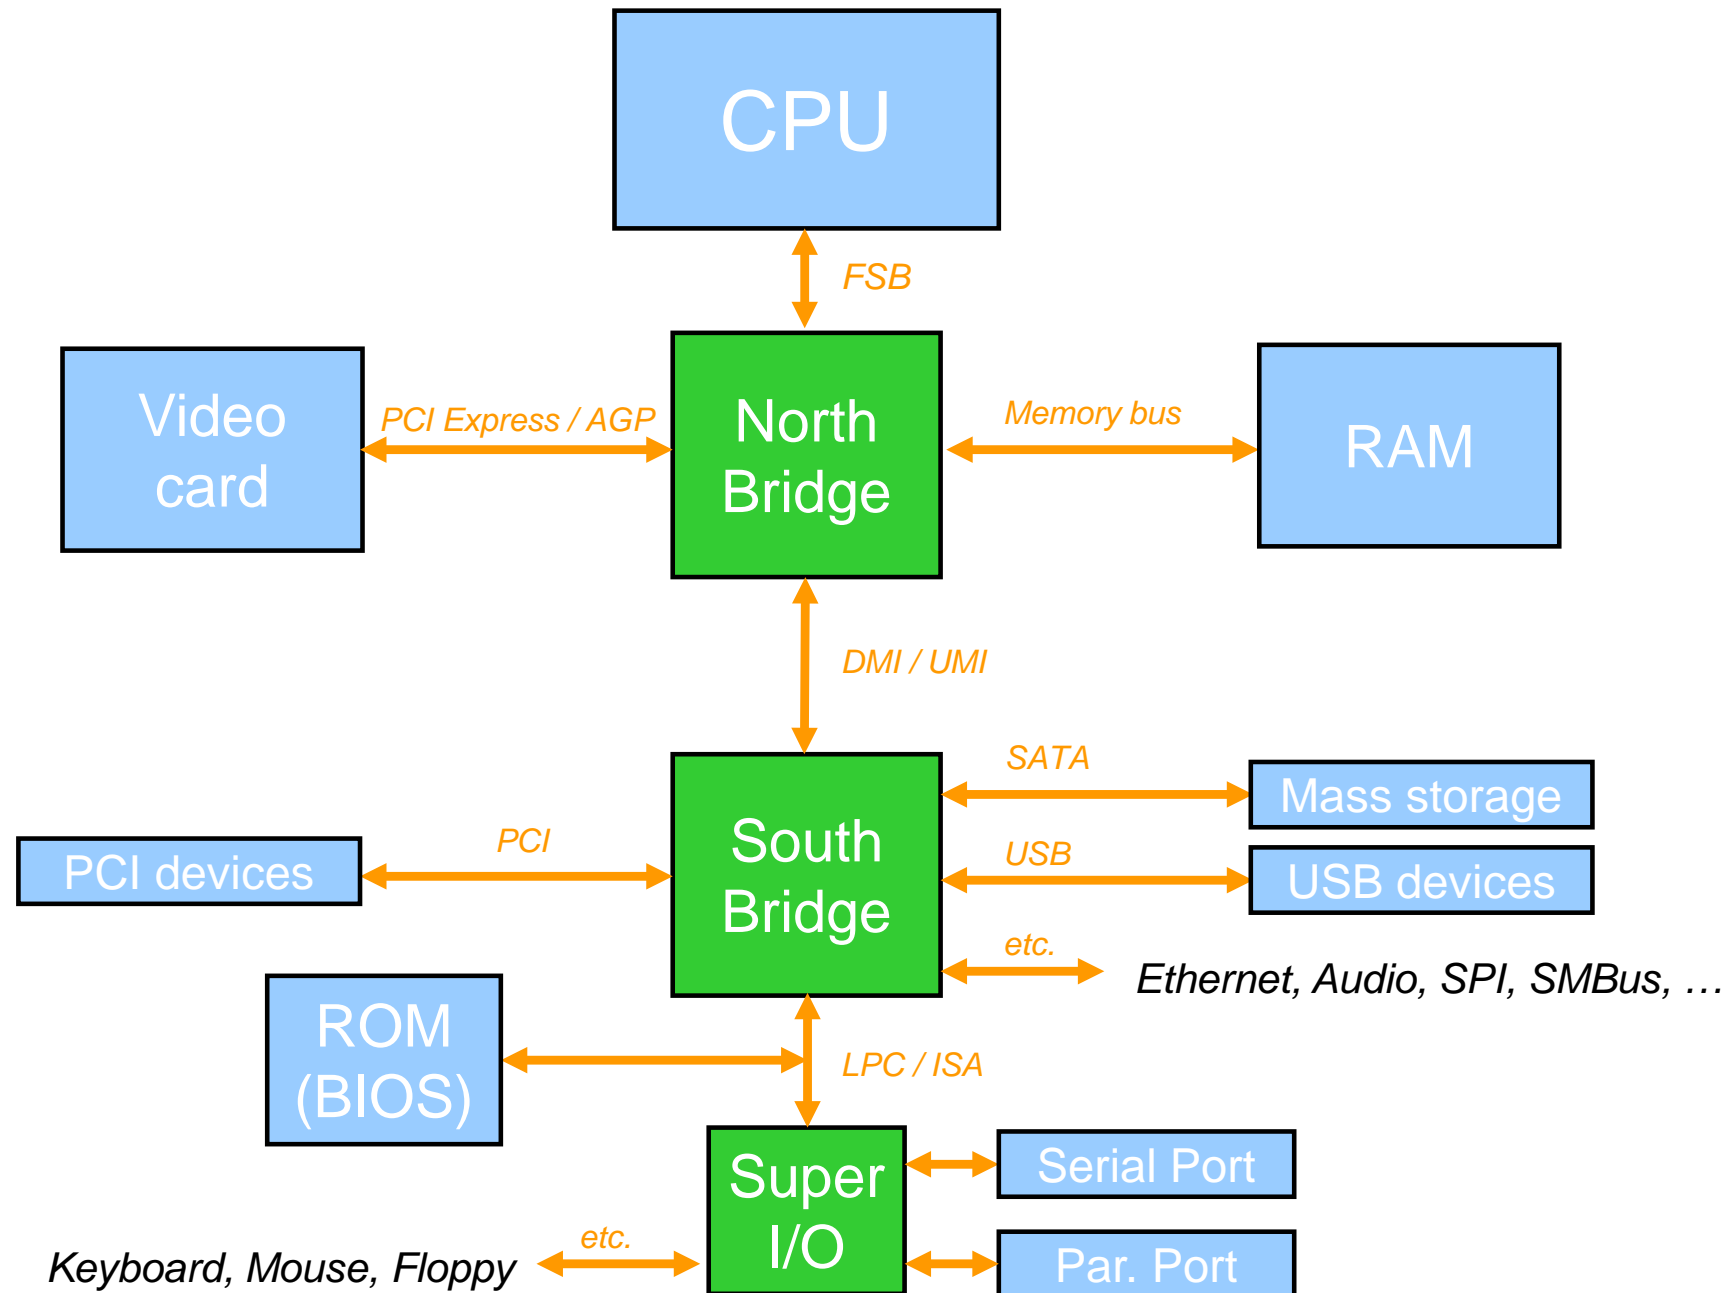 CPU
FSB
Video
card
PCI Express / AGP
North
Bridge
Memory bus
RAM
DMI / UMI
SATA
Mass storage
PCI devices
PCI
South
Bridge
USB
USB devices
etc.
Ethernet, Audio, SPI, SMBus, …
ROM
(BIOS)
LPC / ISA
Super
I/O
Serial Port
Par. Port
etc.
Keyboard, Mouse, Floppy